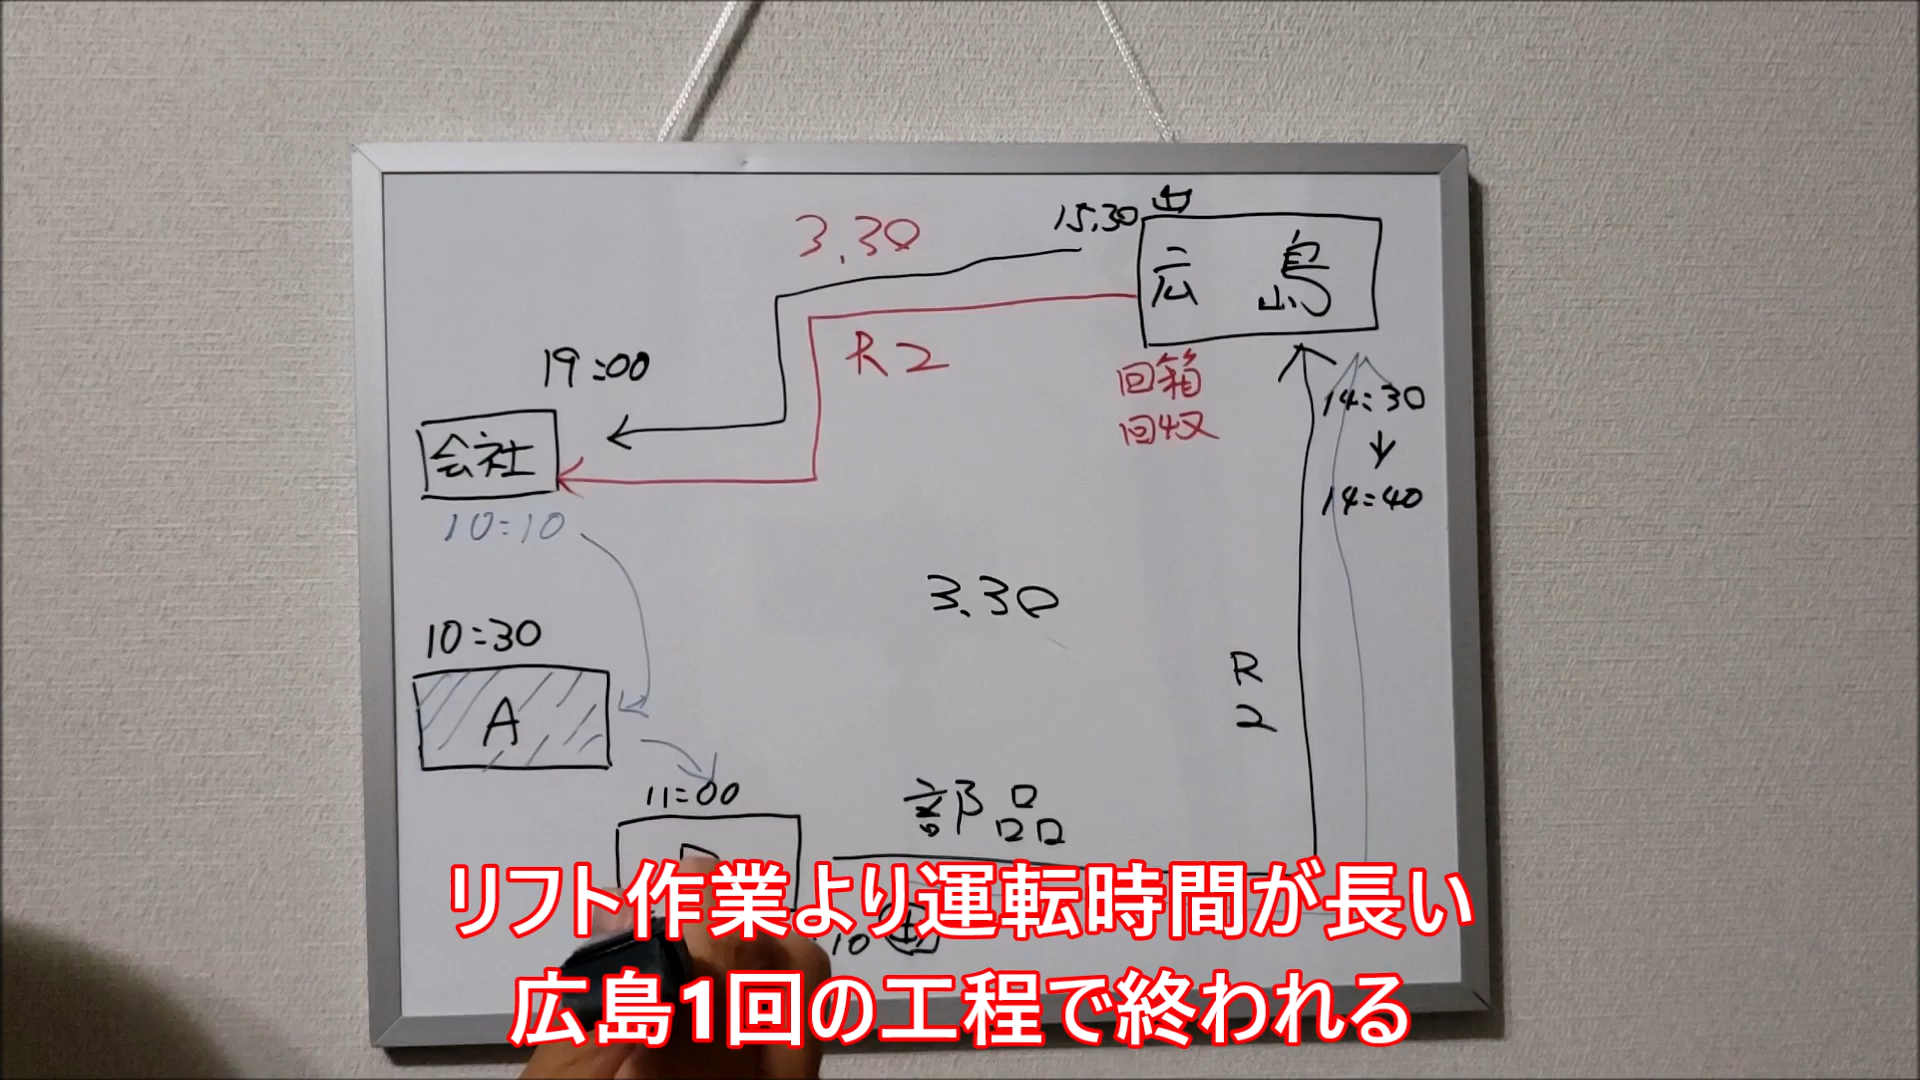 3.30
15.30 出
広島
R2
19:00
回箱
回収
14:30
↓
14:40
会社
10:10
3.30
10:30
A
R
2
11:00
部品
リフト作業より運転時間が長い
10 出
広島1回の工程で終われる